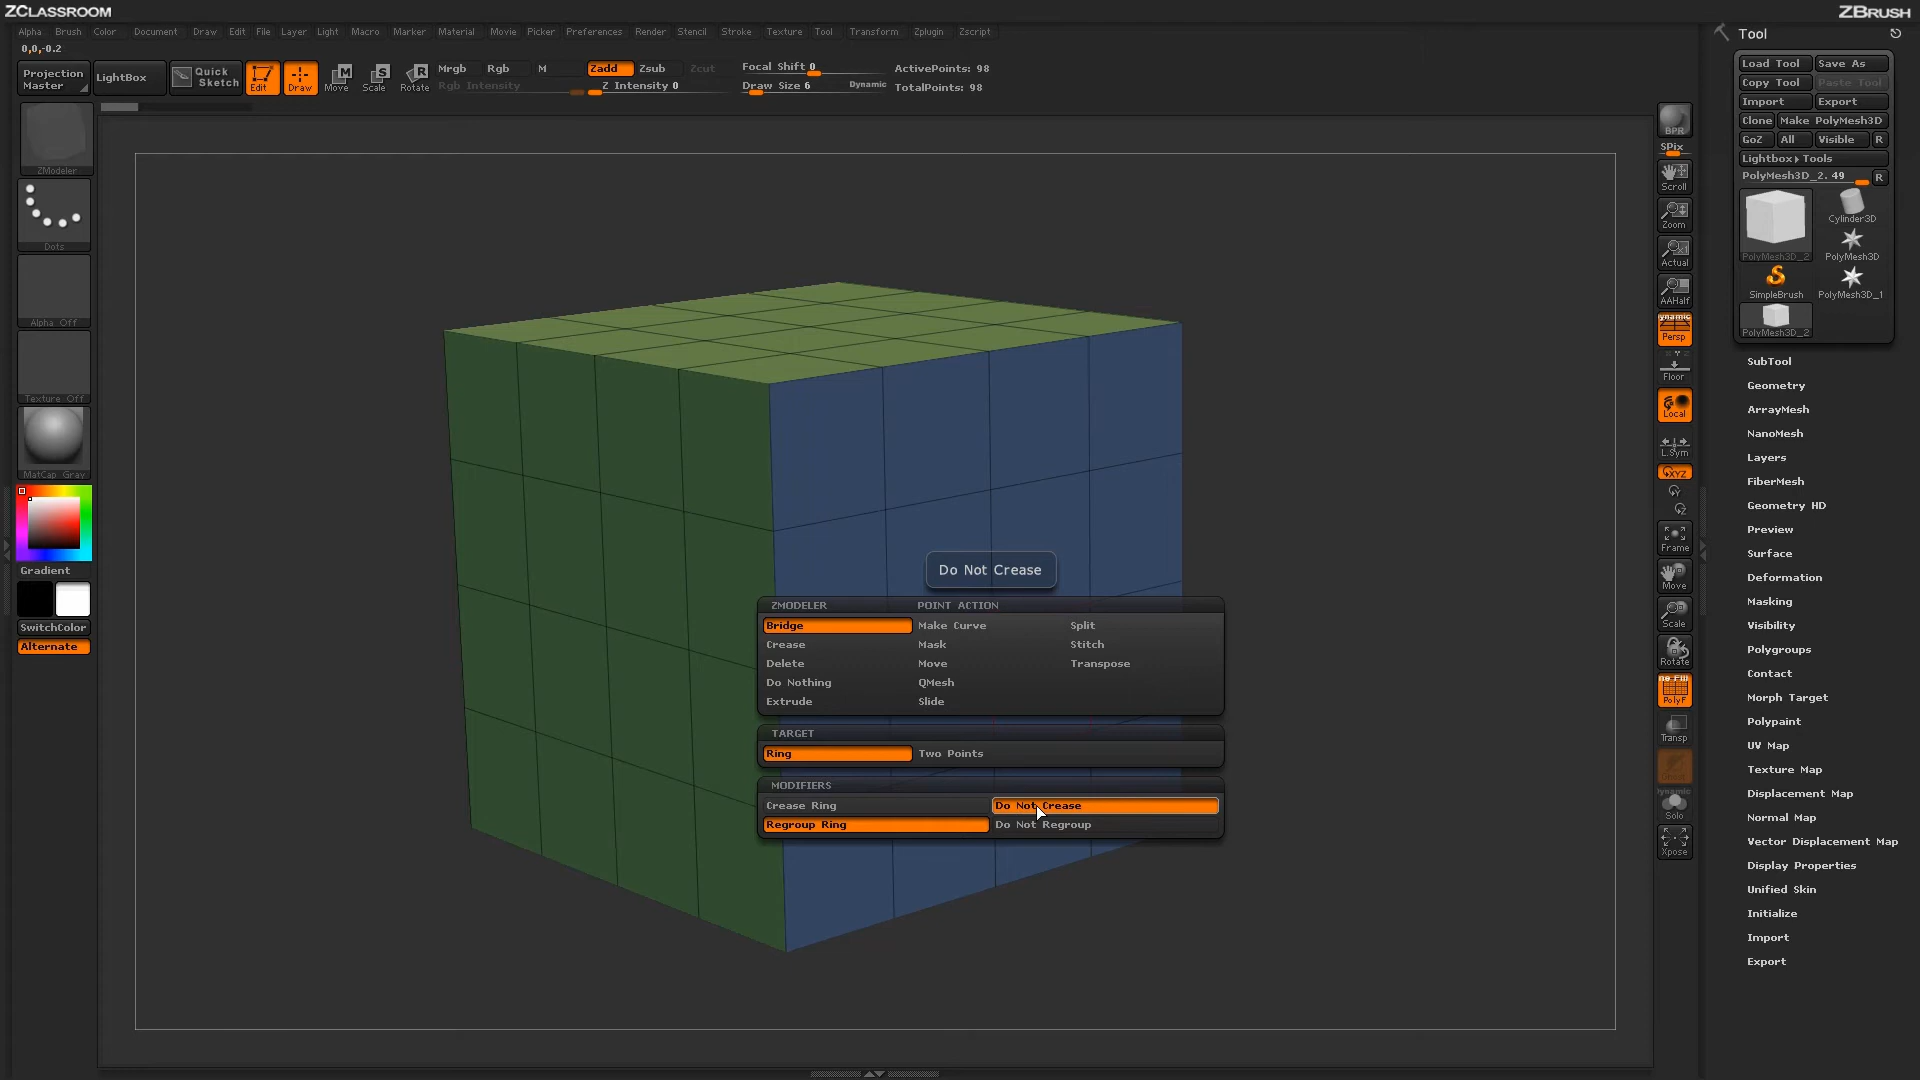 ZCLASSROOM
ZBRUSH
Alpha Brush Color Document Draw Edit File Layer Light Macro Marker Material Movie Picker Preferences Render Stencil Stroke Texture Tool Transform Zplugin Zscript
0,0,-0.2
Projection Master
LightBox
Quick Sketch
Edit
Draw
Move
Scale
Rotate
Mrgb Rgb M
Rgb Intensity
Zadd Zsub Zcut
Z Intensity 0
Focal Shift 0
Draw Size 6 Dynamic
ActivePoints: 98
TotalPoints: 98
ZModeler
Dots
Alpha Off
Texture Off
MatCap Gray
Gradient
SwitchColor
Alternate
Do Not Crease
ZMODELER POINT ACTION
Bridge Make Curve Split
Crease Mask Stitch
Delete Move Transpose
Do Nothing QMesh
Extrude Slide
TARGET
Ring Two Points
MODIFIERS
Crease Ring Do Not Crease
Regroup Ring Do Not Regroup
BPR
SPix
Scroll
Zoom
Actual
AAHalf
Persp
Floor
Local
L.Sym
XYZ
Frame
Move
Scale
Rotate
PolyF
Transp
Dynamic
Solo
Xpose
Tool
Load Tool Save As
Copy Tool Paste Tool
Import Export
Clone Make PolyMesh3D
GoZ All Visible R
Lightbox▸Tools
PolyMesh3D_2. 49 R
PolyMesh3D_2
Cylinder3D
PolyMesh3D
SimpleBrush
PolyMesh3D_1
PolyMesh3D_2
SubTool
Geometry
ArrayMesh
NanoMesh
Layers
FiberMesh
Geometry HD
Preview
Surface
Deformation
Masking
Visibility
Polygroups
Contact
Morph Target
Polypaint
UV Map
Texture Map
Displacement Map
Normal Map
Vector Displacement Map
Display Properties
Unified Skin
Initialize
Import
Export